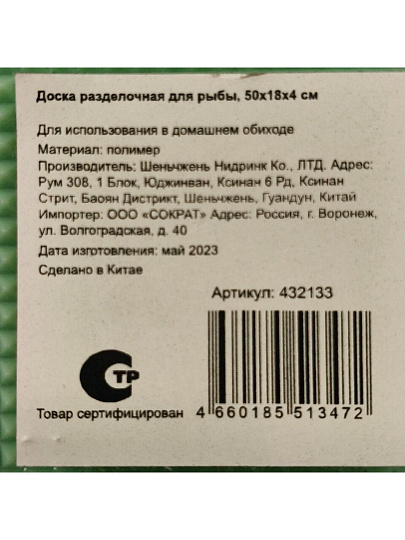 Доска разделочная для рыбы, 50х18х4 см
Для использования в домашнем обиходе
Материал: полимер
Производитель: Шеньчжень Нидринк Ко., ЛТД. Адрес:
Рум 308, 1 Блок, Юджинван, Ксинан 6 Рд, Ксинан
Стрит, Баоян Дистрикт, Шеньчжень, Гуандун, Китай
Импортер: ООО «СОКРАТ» Адрес: Россия, г. Воронеж,
ул. Волгоградская, д. 40
Дата изготовления: май 2023
Сделано в Китае
Артикул: 432133
ТР
Товар сертифицирован
4 660185 513472